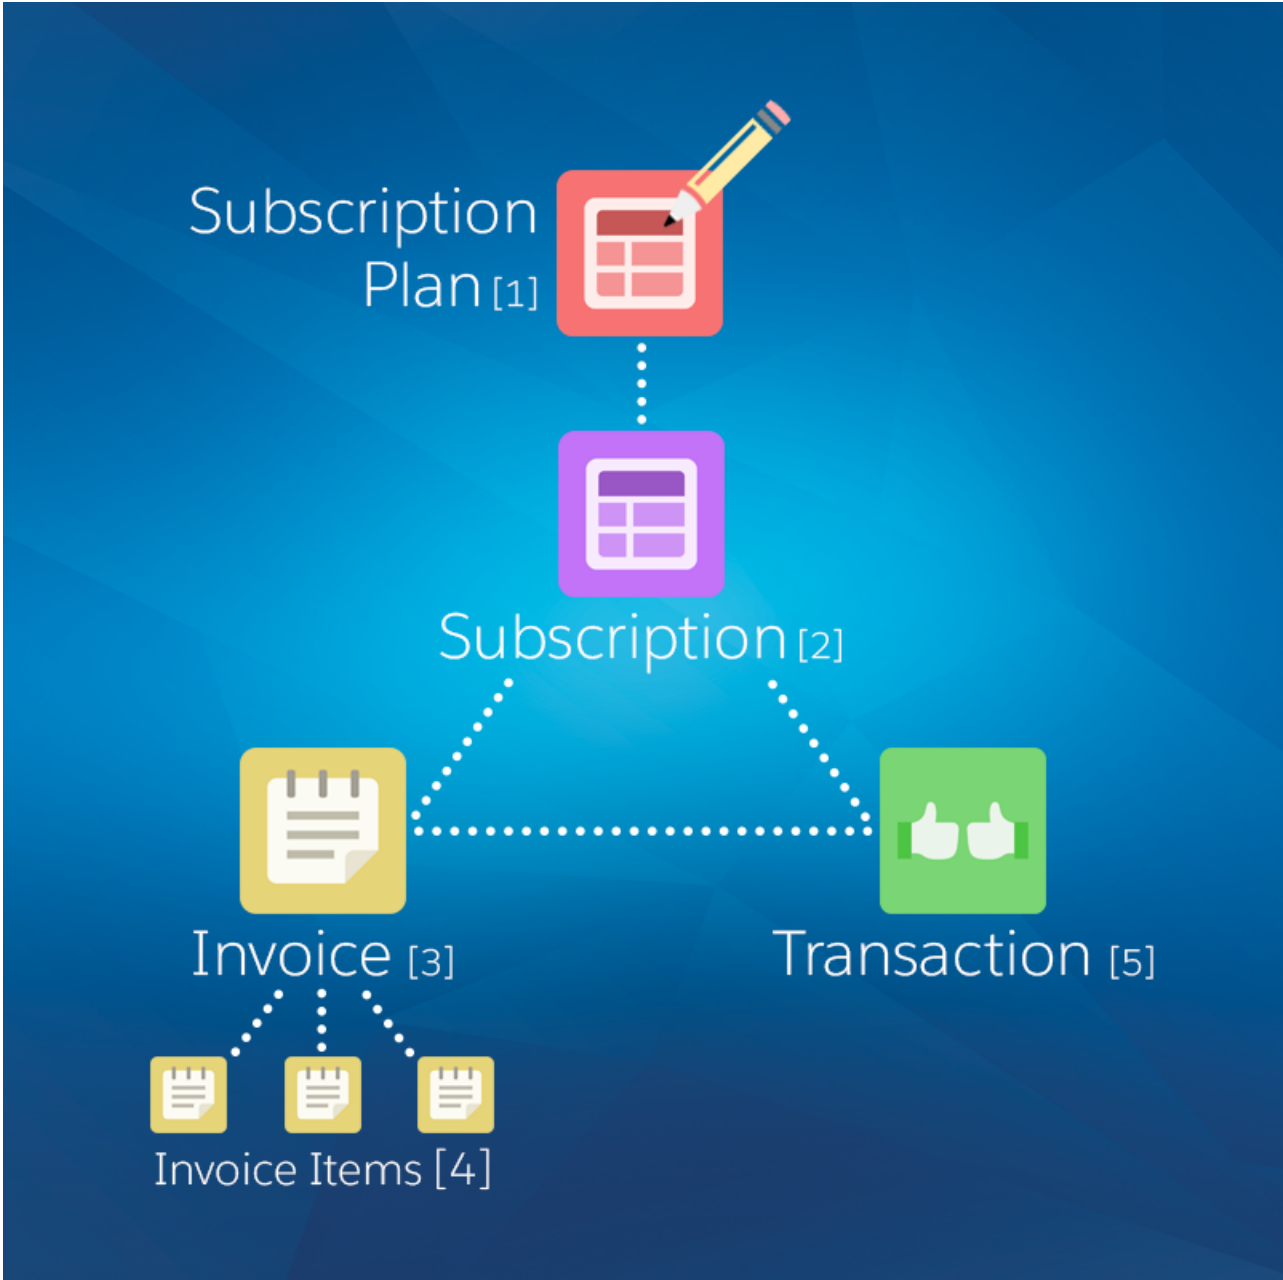 Subscription
Plan [1]
Subscription [2]
Invoice [3]
Transaction [5]
Invoice Items [4]